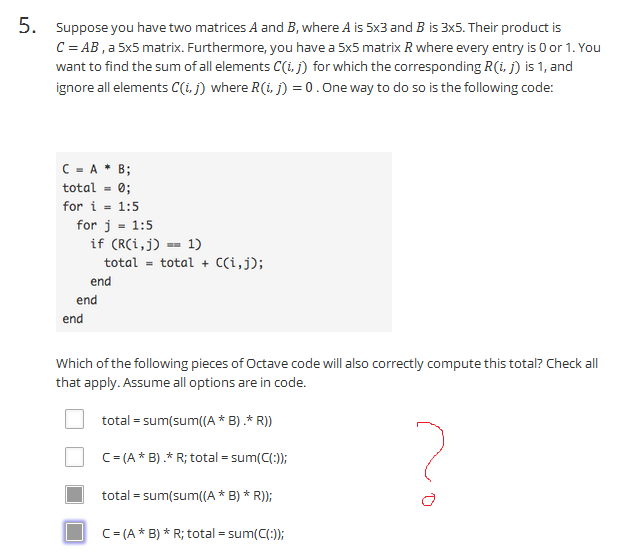 5. Suppose you have two matrices A and B, where A is 5x3 and B is 3x5. Their product is
C = AB , a 5x5 matrix. Furthermore, you have a 5x5 matrix R where every entry is 0 or 1. You
want to find the sum of all elements C(i, j) for which the corresponding R(i, j) is 1, and
ignore all elements C(i, j) where R(i, j) = 0 . One way to do so is the following code:
C = A * B;
total = 0;
for i = 1:5
for j = 1:5
if (R(i,j) == 1)
total = total + C(i,j);
end
end
end
Which of the following pieces of Octave code will also correctly compute this total? Check all
that apply. Assume all options are in code.
total = sum(sum((A * B) .* R))
C = (A * B) .* R; total = sum(C(:));
total = sum(sum((A * B) * R));
C = (A * B) * R; total = sum(C(:));
?